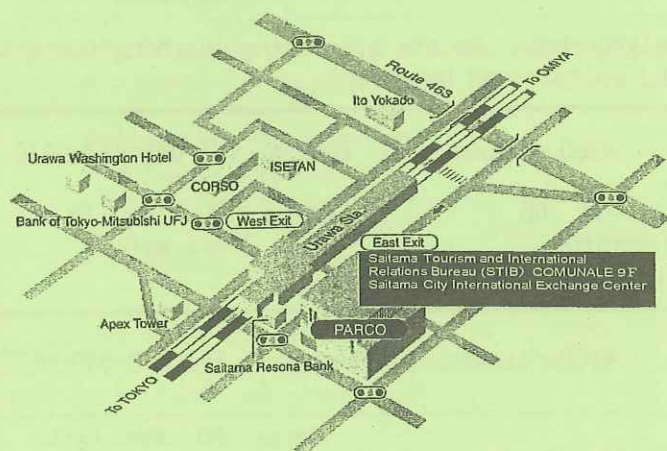 To OMIYA
Route 463
Ito Yokado
Urawa Washington Hotel
ISETAN
CORSO
Bank of Tokyo-Mitsubishi UFJ
West Exit
Urawa Sta.
East Exit
Saitama Tourism and International
Relations Bureau (STIB) COMUNALE 9F
Saitama City International Exchange Center
Apex Tower
PARCO
Saitama Resona Bank
To TOKYO